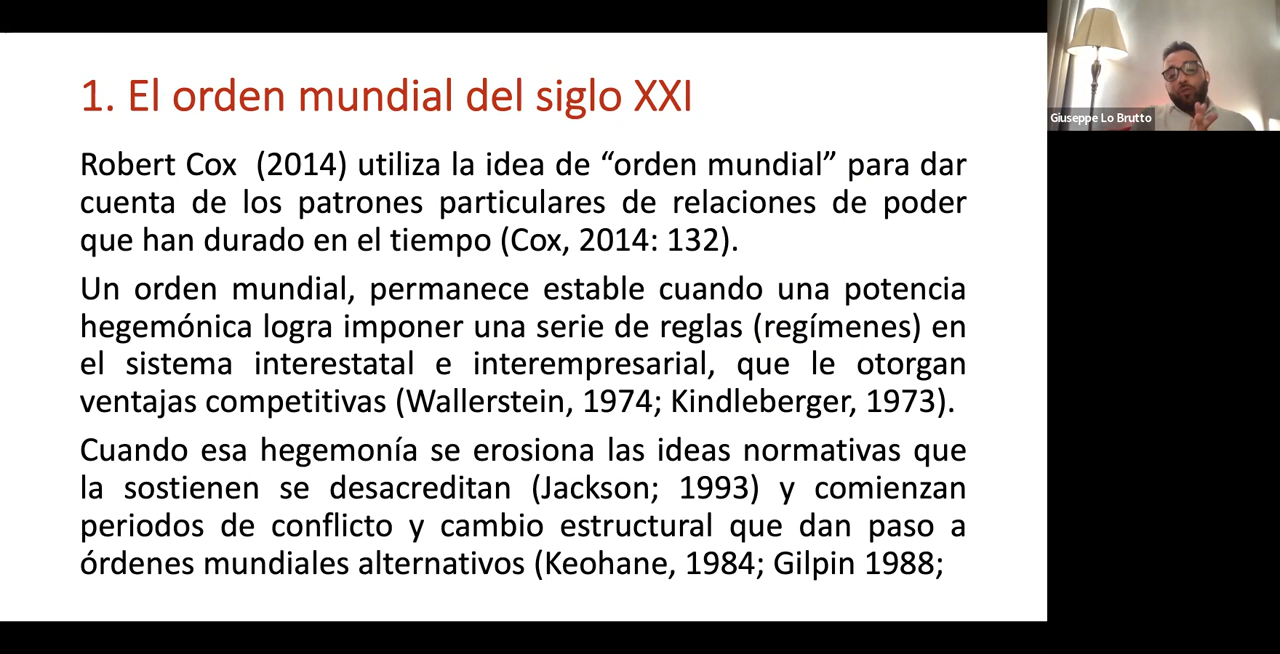 1. El orden mundial del siglo XXI
Robert Cox (2014) utiliza la idea de “orden mundial” para dar
cuenta de los patrones particulares de relaciones de poder
que han durado en el tiempo (Cox, 2014: 132).
Un orden mundial, permanece estable cuando una potencia
hegemónica logra imponer una serie de reglas (regímenes) en
el sistema interestatal e interempresarial, que le otorgan
ventajas competitivas (Wallerstein, 1974; Kindleberger, 1973).
Cuando esa hegemonía se erosiona las ideas normativas que
la sostienen se desacreditan (Jackson; 1993) y comienzan
periodos de conflicto y cambio estructural que dan paso a
órdenes mundiales alternativos (Keohane, 1984; Gilpin 1988;
Giuseppe Lo Brutto